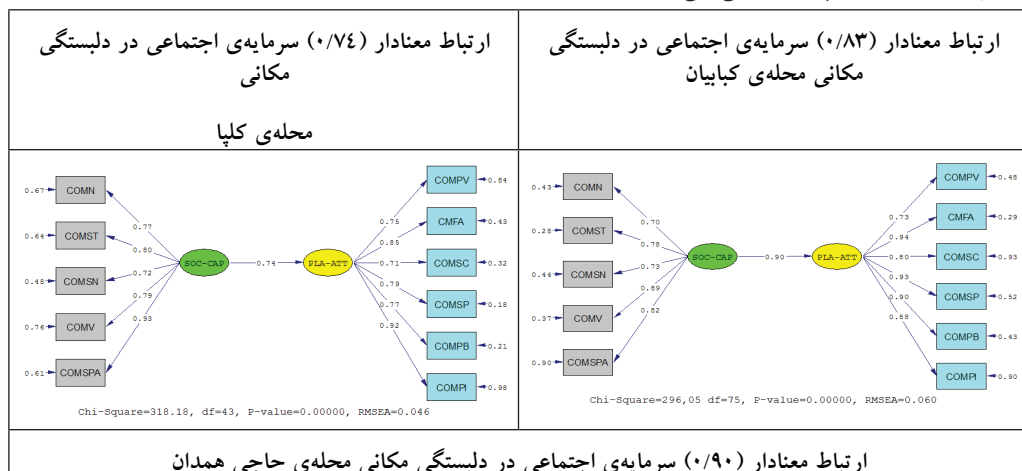 ارتباط معنادار (۰/۸۳) سرمایه‌ی اجتماعی در دلبستگی
مکانی محله‌ی کبابیان
ارتباط معنادار (۰/۷٤) سرمایه‌ی اجتماعی در دلبستگی
مکانی
محله‌ی کلپا
0.43 COMN
0.28 COMST
0.44 COMSN
0.37 COMV
0.90 COMSPA
0.70
0.78
0.73
0.89
0.82
SOC-CAP 0.90 PLA-ATT
0.73
0.94
0.80
0.93
0.90
0.88
COMPV 0.48
CMFA 0.29
COMSC 0.93
COMSP 0.52
COMPB 0.43
COMPI 0.90
Chi-Square=296,05 df=75, P-value=0.00000, RMSEA=0.060
0.67 COMN
0.64 COMST
0.48 COMSN
0.76 COMV
0.61 COMSPA
0.77
0.80
0.72
0.79
0.93
SOC-CAP 0.74 PLA-ATT
0.75
0.85
0.71
0.79
0.77
0.92
COMPV 0.84
CMFA 0.43
COMSC 0.32
COMSP 0.18
COMPB 0.21
COMPI 0.98
Chi-Square=318.18, df=43, P-value=0.00000, RMSEA=0.046
ارتباط معنادار (۰/۹۰) سرمایه‌ی اجتماعی در دلبستگی مکانی محله‌ی حاجی همدان